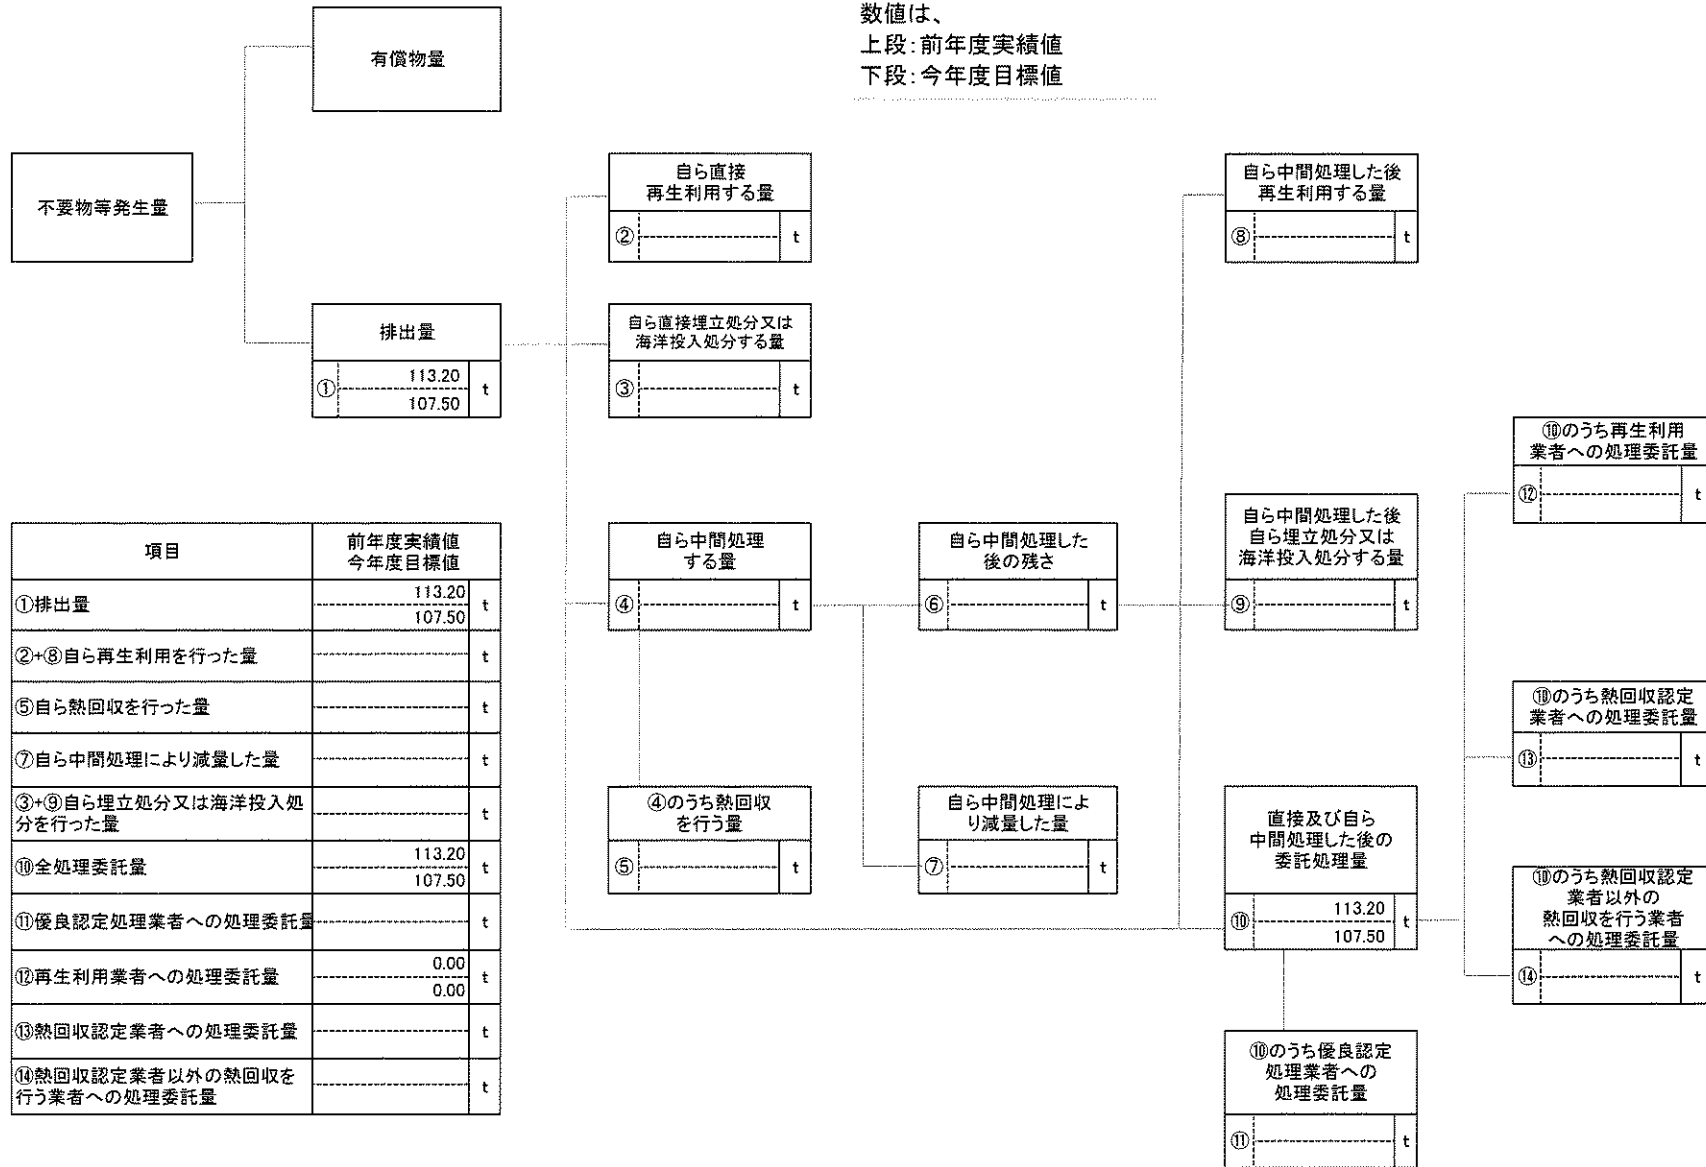 数値は、
上段：前年度実績値
下段：今年度目標値
有償物量
不要物等発生量
排出量
① 113.20 t
107.50
自ら直接
再生利用する量
② t
自ら直接埋立処分又は
海洋投入処分する量
③ t
自ら中間処理した後
再生利用する量
⑧ t
自ら中間処理
する量
④ t
自ら中間処理した
後の残さ
⑥ t
自ら中間処理した後
自ら埋立処分又は
海洋投入処分する量
⑨ t
④のうち熱回収
を行う量
⑤ t
自ら中間処理によ
り減量した量
⑦ t
直接及び自ら
中間処理した後の
委託処理量
⑩ 113.20 t
107.50
⑩のうち優良認定
処理業者への
処理委託量
⑪ t
⑩のうち再生利用
業者への処理委託量
⑫ t
⑩のうち熱回収認定
業者への処理委託量
⑬ t
⑩のうち熱回収認定
業者以外の
熱回収を行う業者
への処理委託量
⑭ t
項目 前年度実績値
今年度目標値
①排出量 113.20 t
107.50
②+⑧自ら再生利用を行った量 t
⑤自ら熱回収を行った量 t
⑦自ら中間処理により減量した量 t
③+⑨自ら埋立処分又は海洋投入処
分を行った量 t
⑩全処理委託量 113.20 t
107.50
⑪優良認定処理業者への処理委託量 t
⑫再生利用業者への処理委託量 0.00 t
0.00
⑬熱回収認定業者への処理委託量 t
⑭熱回収認定業者以外の熱回収を
行う業者への処理委託量 t